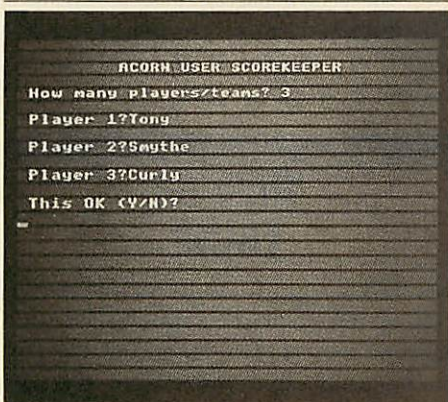 ACORN USER SCOREKEEPER
How many players/teams? 3
Player 1?Tony
Player 2?Smythe
Player 3?Curly
This OK (Y/N)?